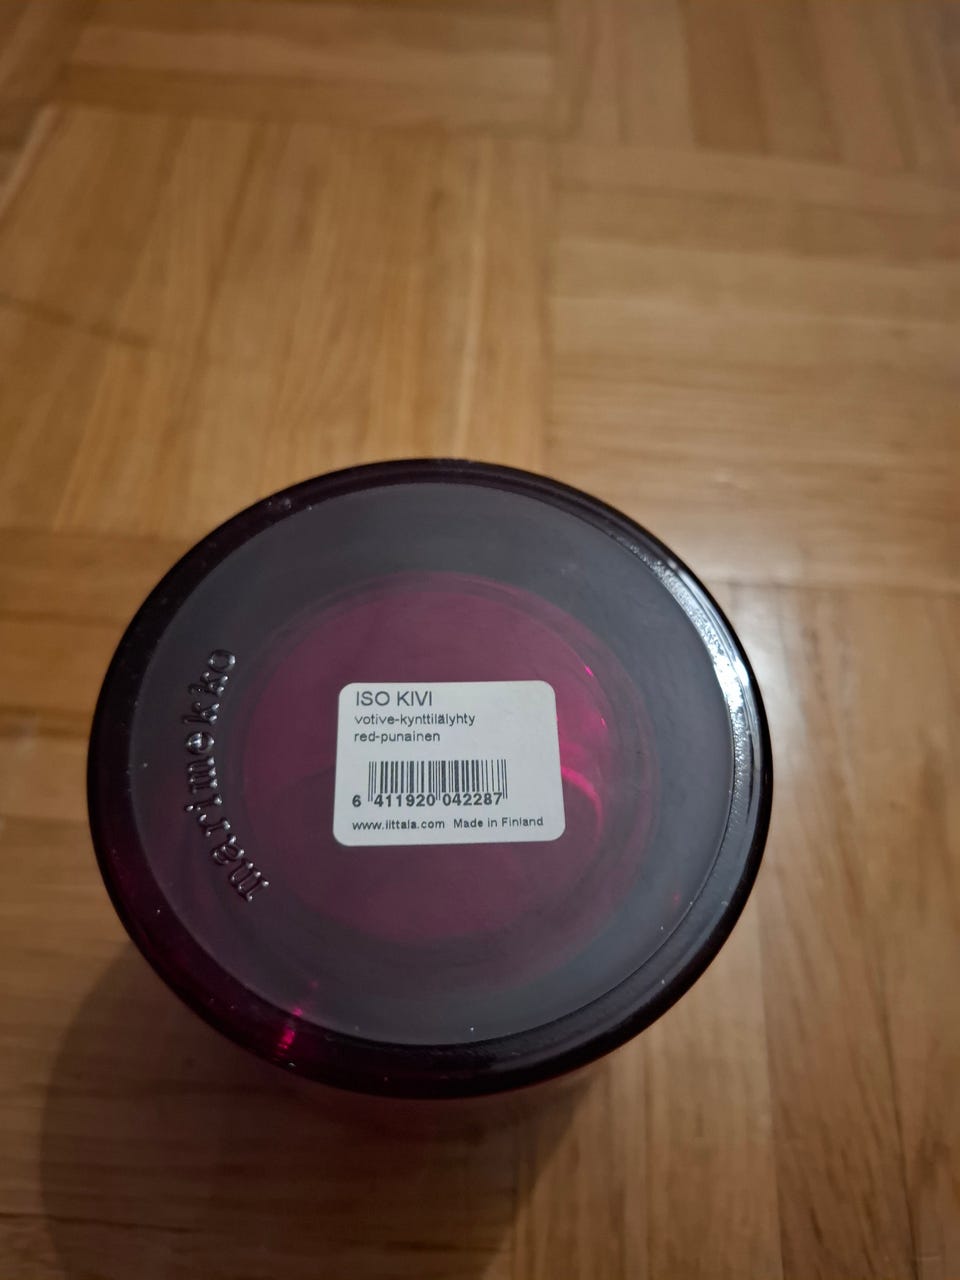 marimekko
ISO KIVI
votive-kynttilälyhty
red-punainen
6 411920 042287
www.iittala.com Made in Finland